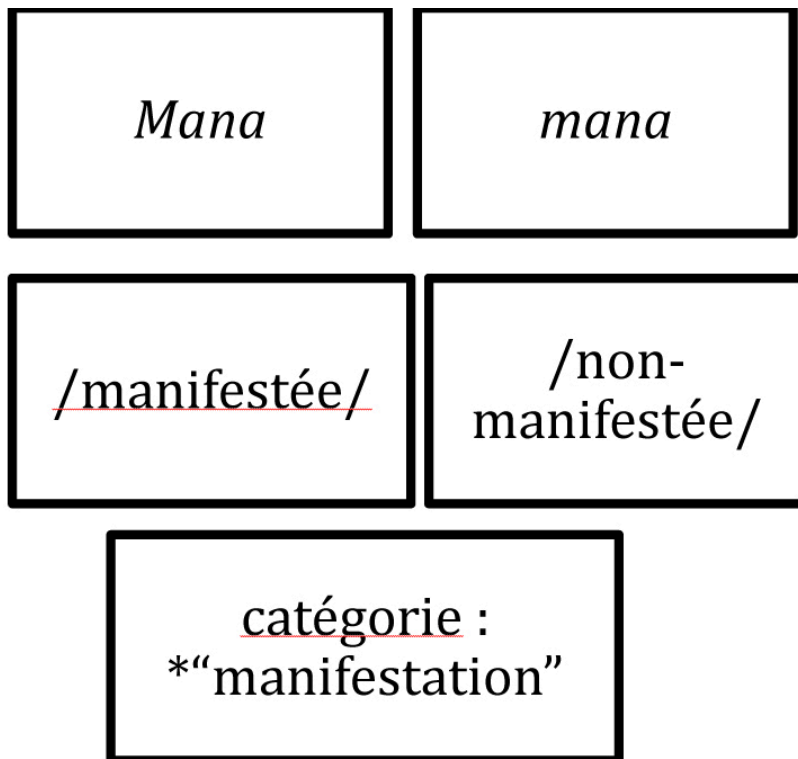 Mana
mana
/manifestée/
/non-
manifestée/
catégorie :
*“manifestation”